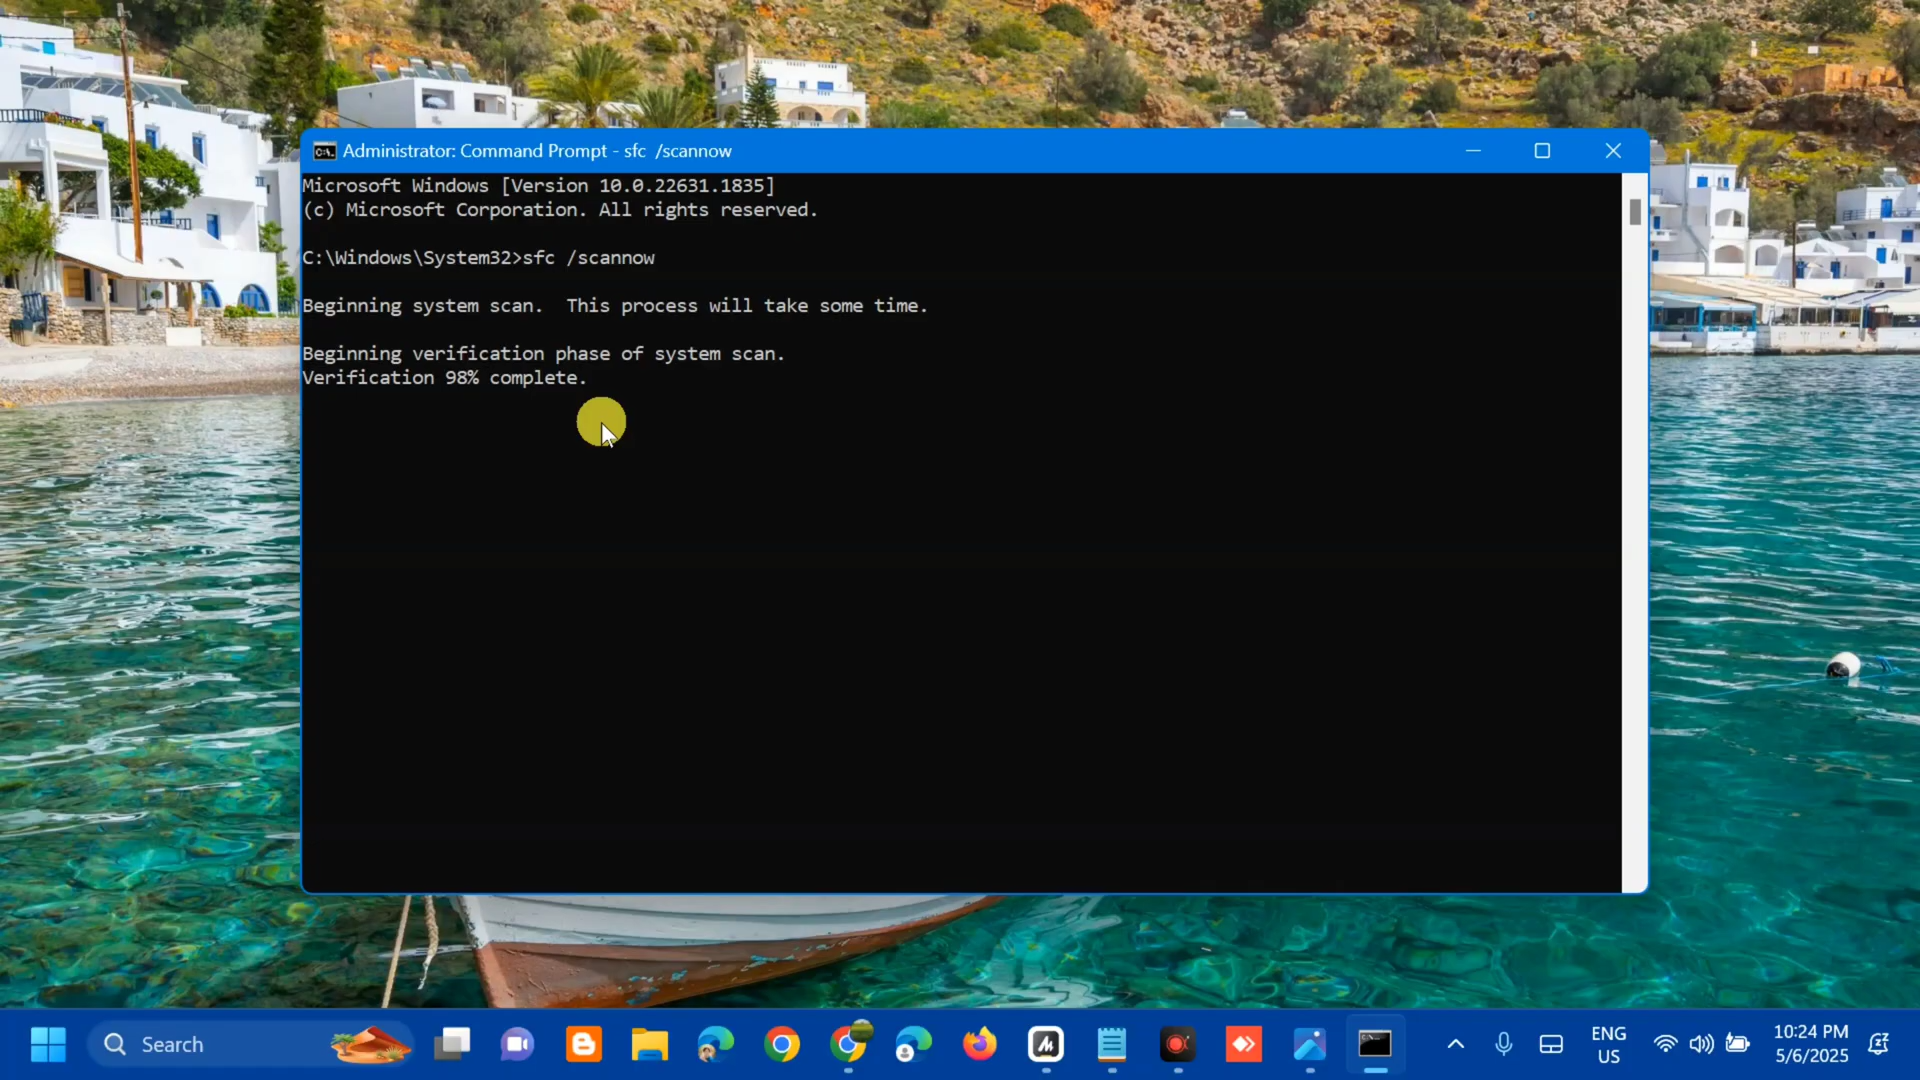 Administrator: Command Prompt - sfc  /scannow
Microsoft Windows [Version 10.0.22631.1835]
(c) Microsoft Corporation. All rights reserved.
C:\Windows\System32>sfc /scannow
Beginning system scan.  This process will take some time.
Beginning verification phase of system scan.
Verification 98% complete.
Search
ENG
US
10:24 PM
5/6/2025